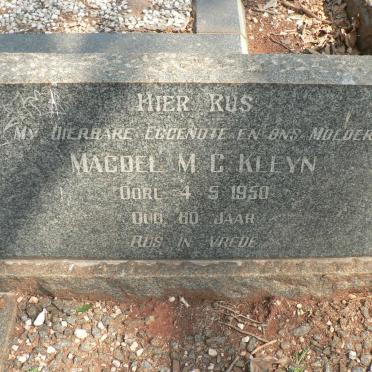 HIER RUS
MY DIERBARE EGGENOTE EN ONS MOEDER
MAGDEL M C KLEYN
OORL 4 5 1950
OUD 60 JAAR
RUS IN VREDE